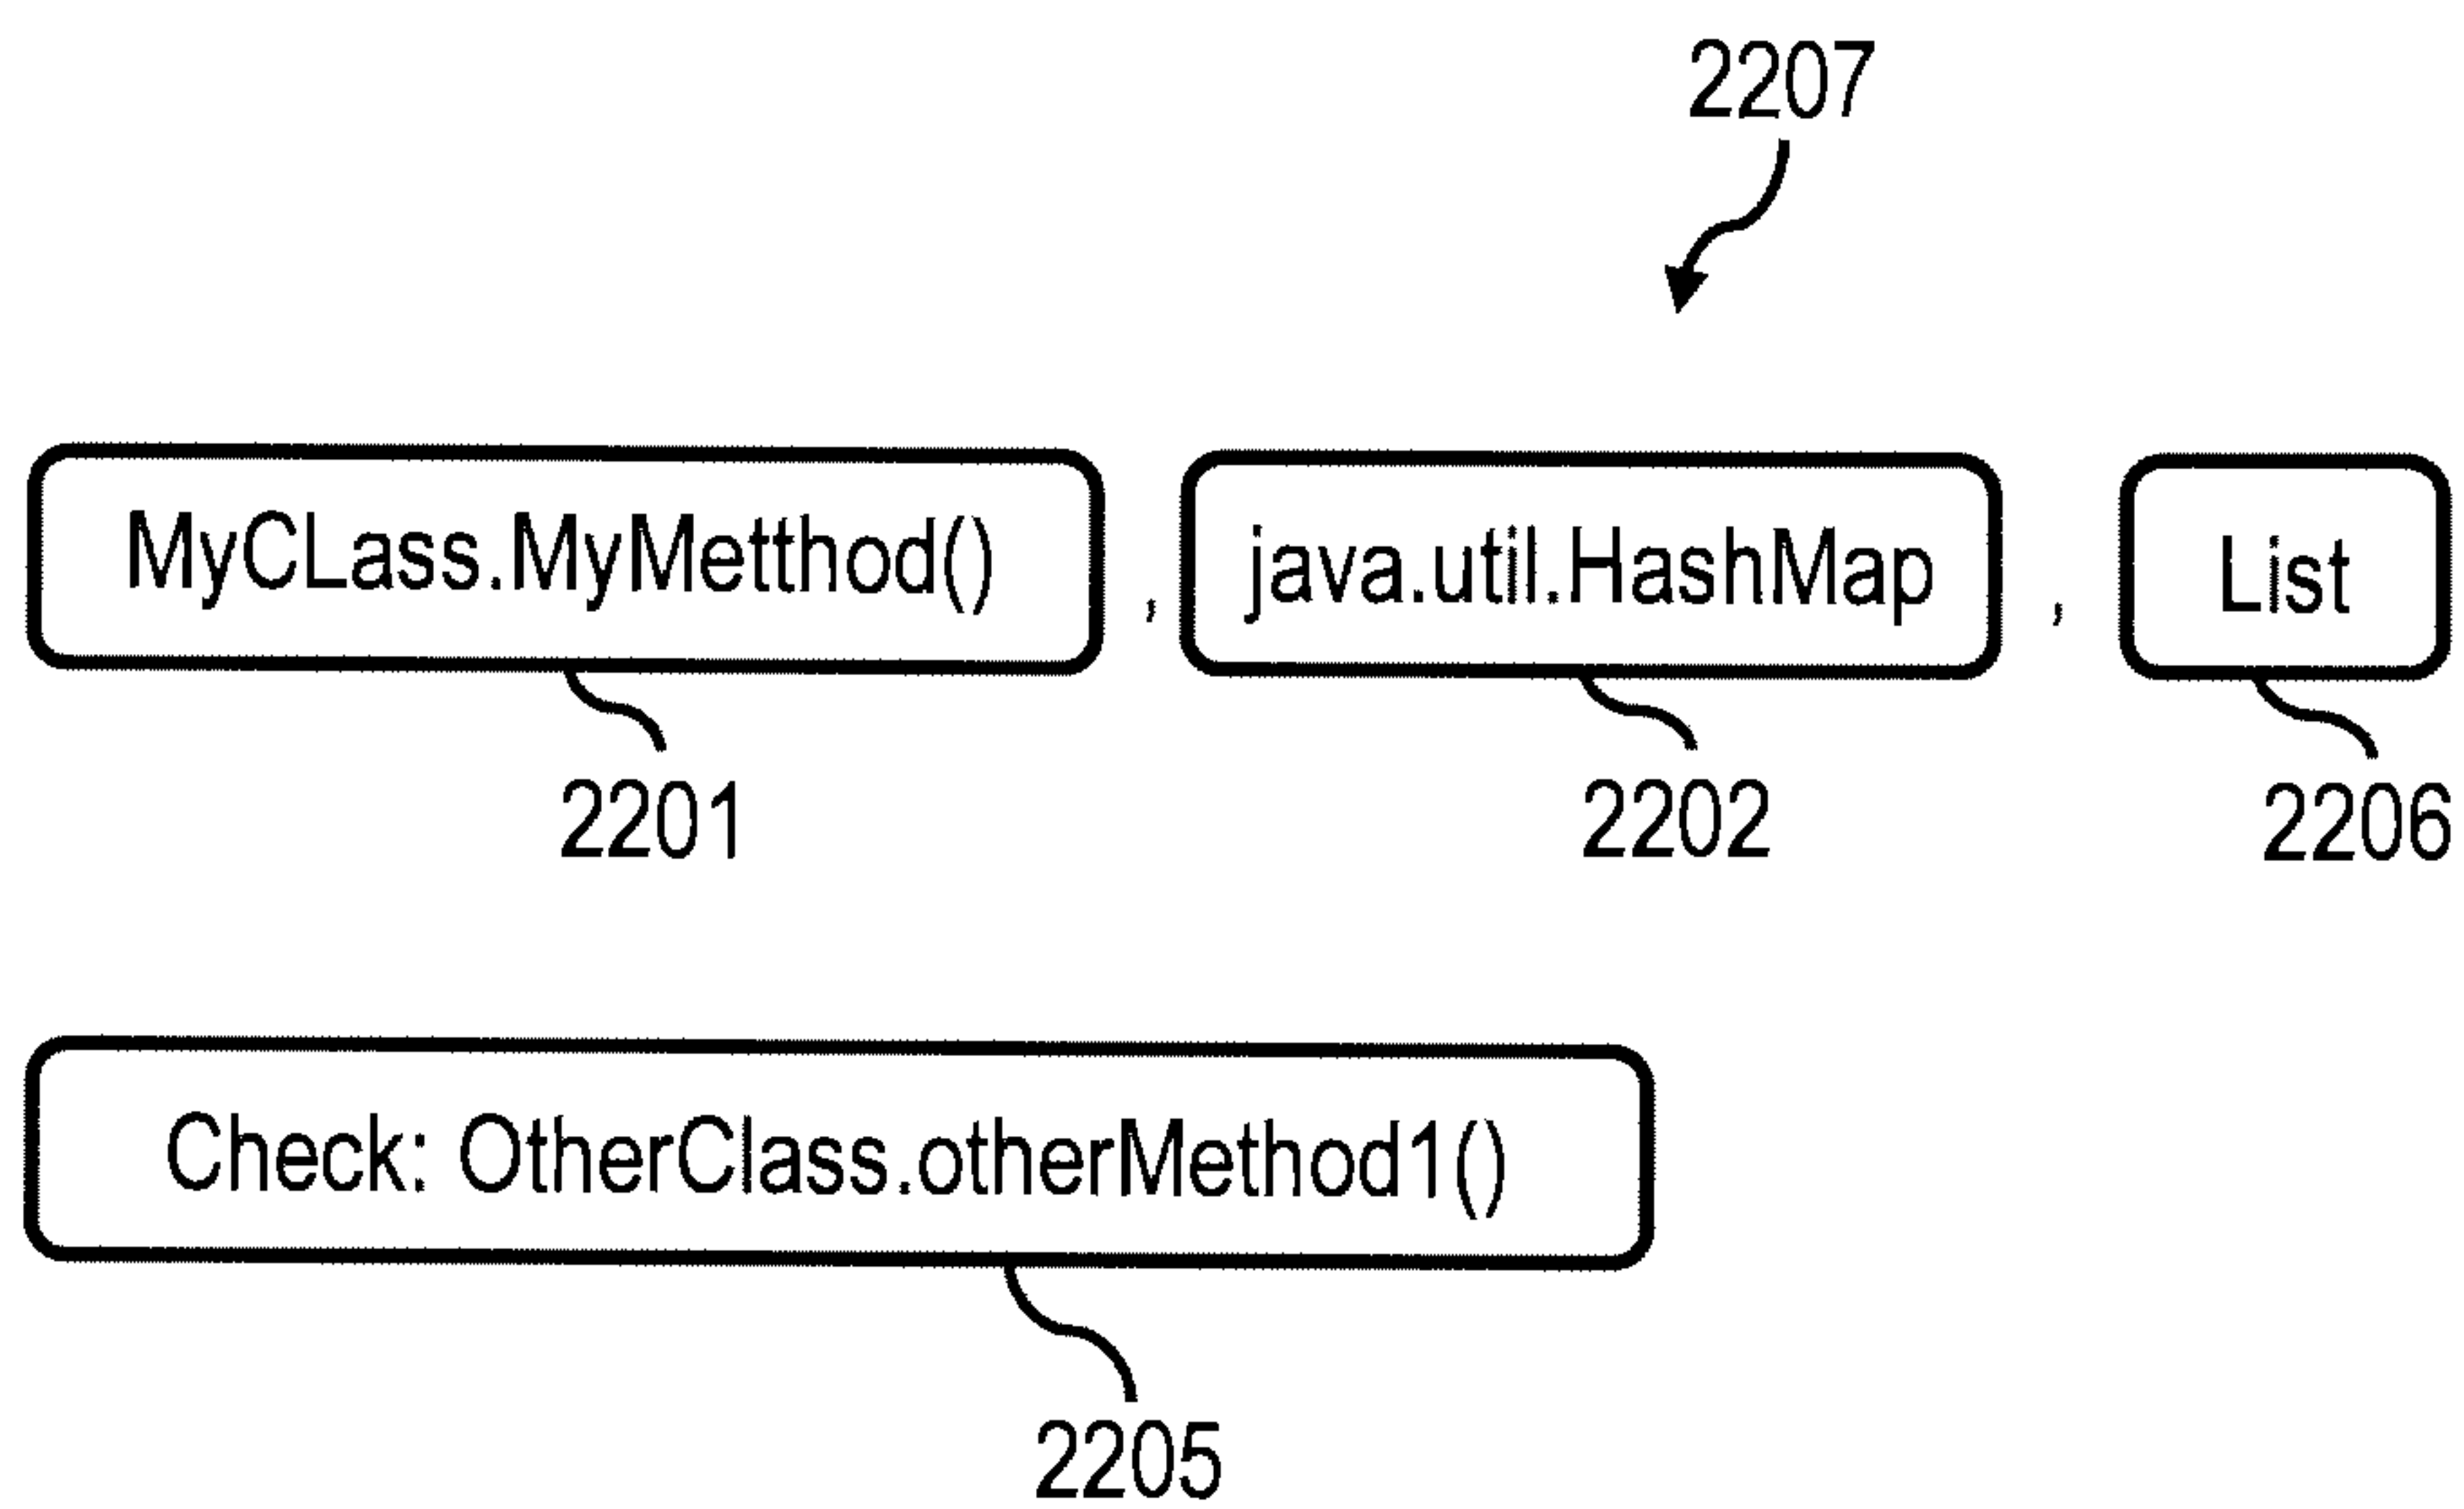 2207
MyCLass.MyMetthod() , java.util.HashMap , List
2201 2202 2206
Check: OtherClass.otherMethod1()
2205